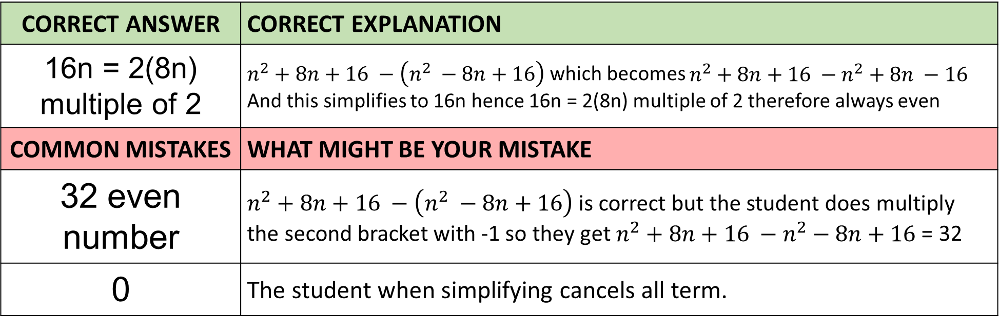 CORRECT ANSWER
CORRECT EXPLANATION
16n = 2(8n)
multiple of 2
n² + 8n + 16 − (n² − 8n + 16) which becomes n² + 8n + 16 − n² + 8n − 16
And this simplifies to 16n hence 16n = 2(8n) multiple of 2 therefore always even
COMMON MISTAKES
WHAT MIGHT BE YOUR MISTAKE
32 even
number
n² + 8n + 16 − (n² − 8n + 16) is correct but the student does multiply
the second bracket with -1 so they get n² + 8n + 16 − n² − 8n + 16 = 32
0
The student when simplifying cancels all term.